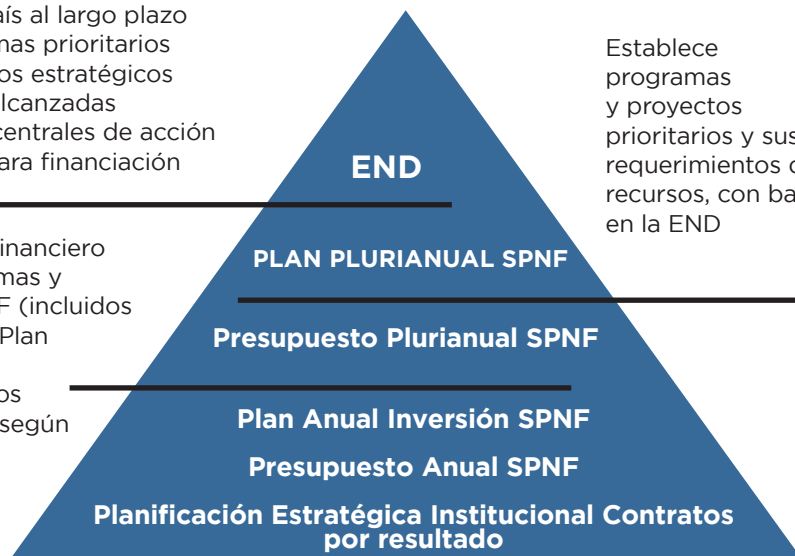 ís al largo plazo
mas prioritarios
os estratégicos
lcanzadas
centrales de acción
ara financiación
inanciero
mas y
F (incluidos
Plan
os
según
END
PLAN PLURIANUAL SPNF
Presupuesto Plurianual SPNF
Plan Anual Inversión SPNF
Presupuesto Anual SPNF
Planificación Estratégica Institucional Contratos
por resultado
Establece
programas
y proyectos
prioritarios y sus
requerimientos
recursos, con ba
en la END